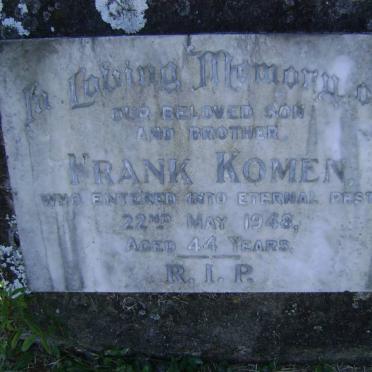 In Loving Memory of
OUR BELOVED SON
AND BROTHER
FRANK KOMEN,
WHO ENTERED INTO ETERNAL REST
22ND MAY 1948,
AGED 44 YEARS.
R.I.P.